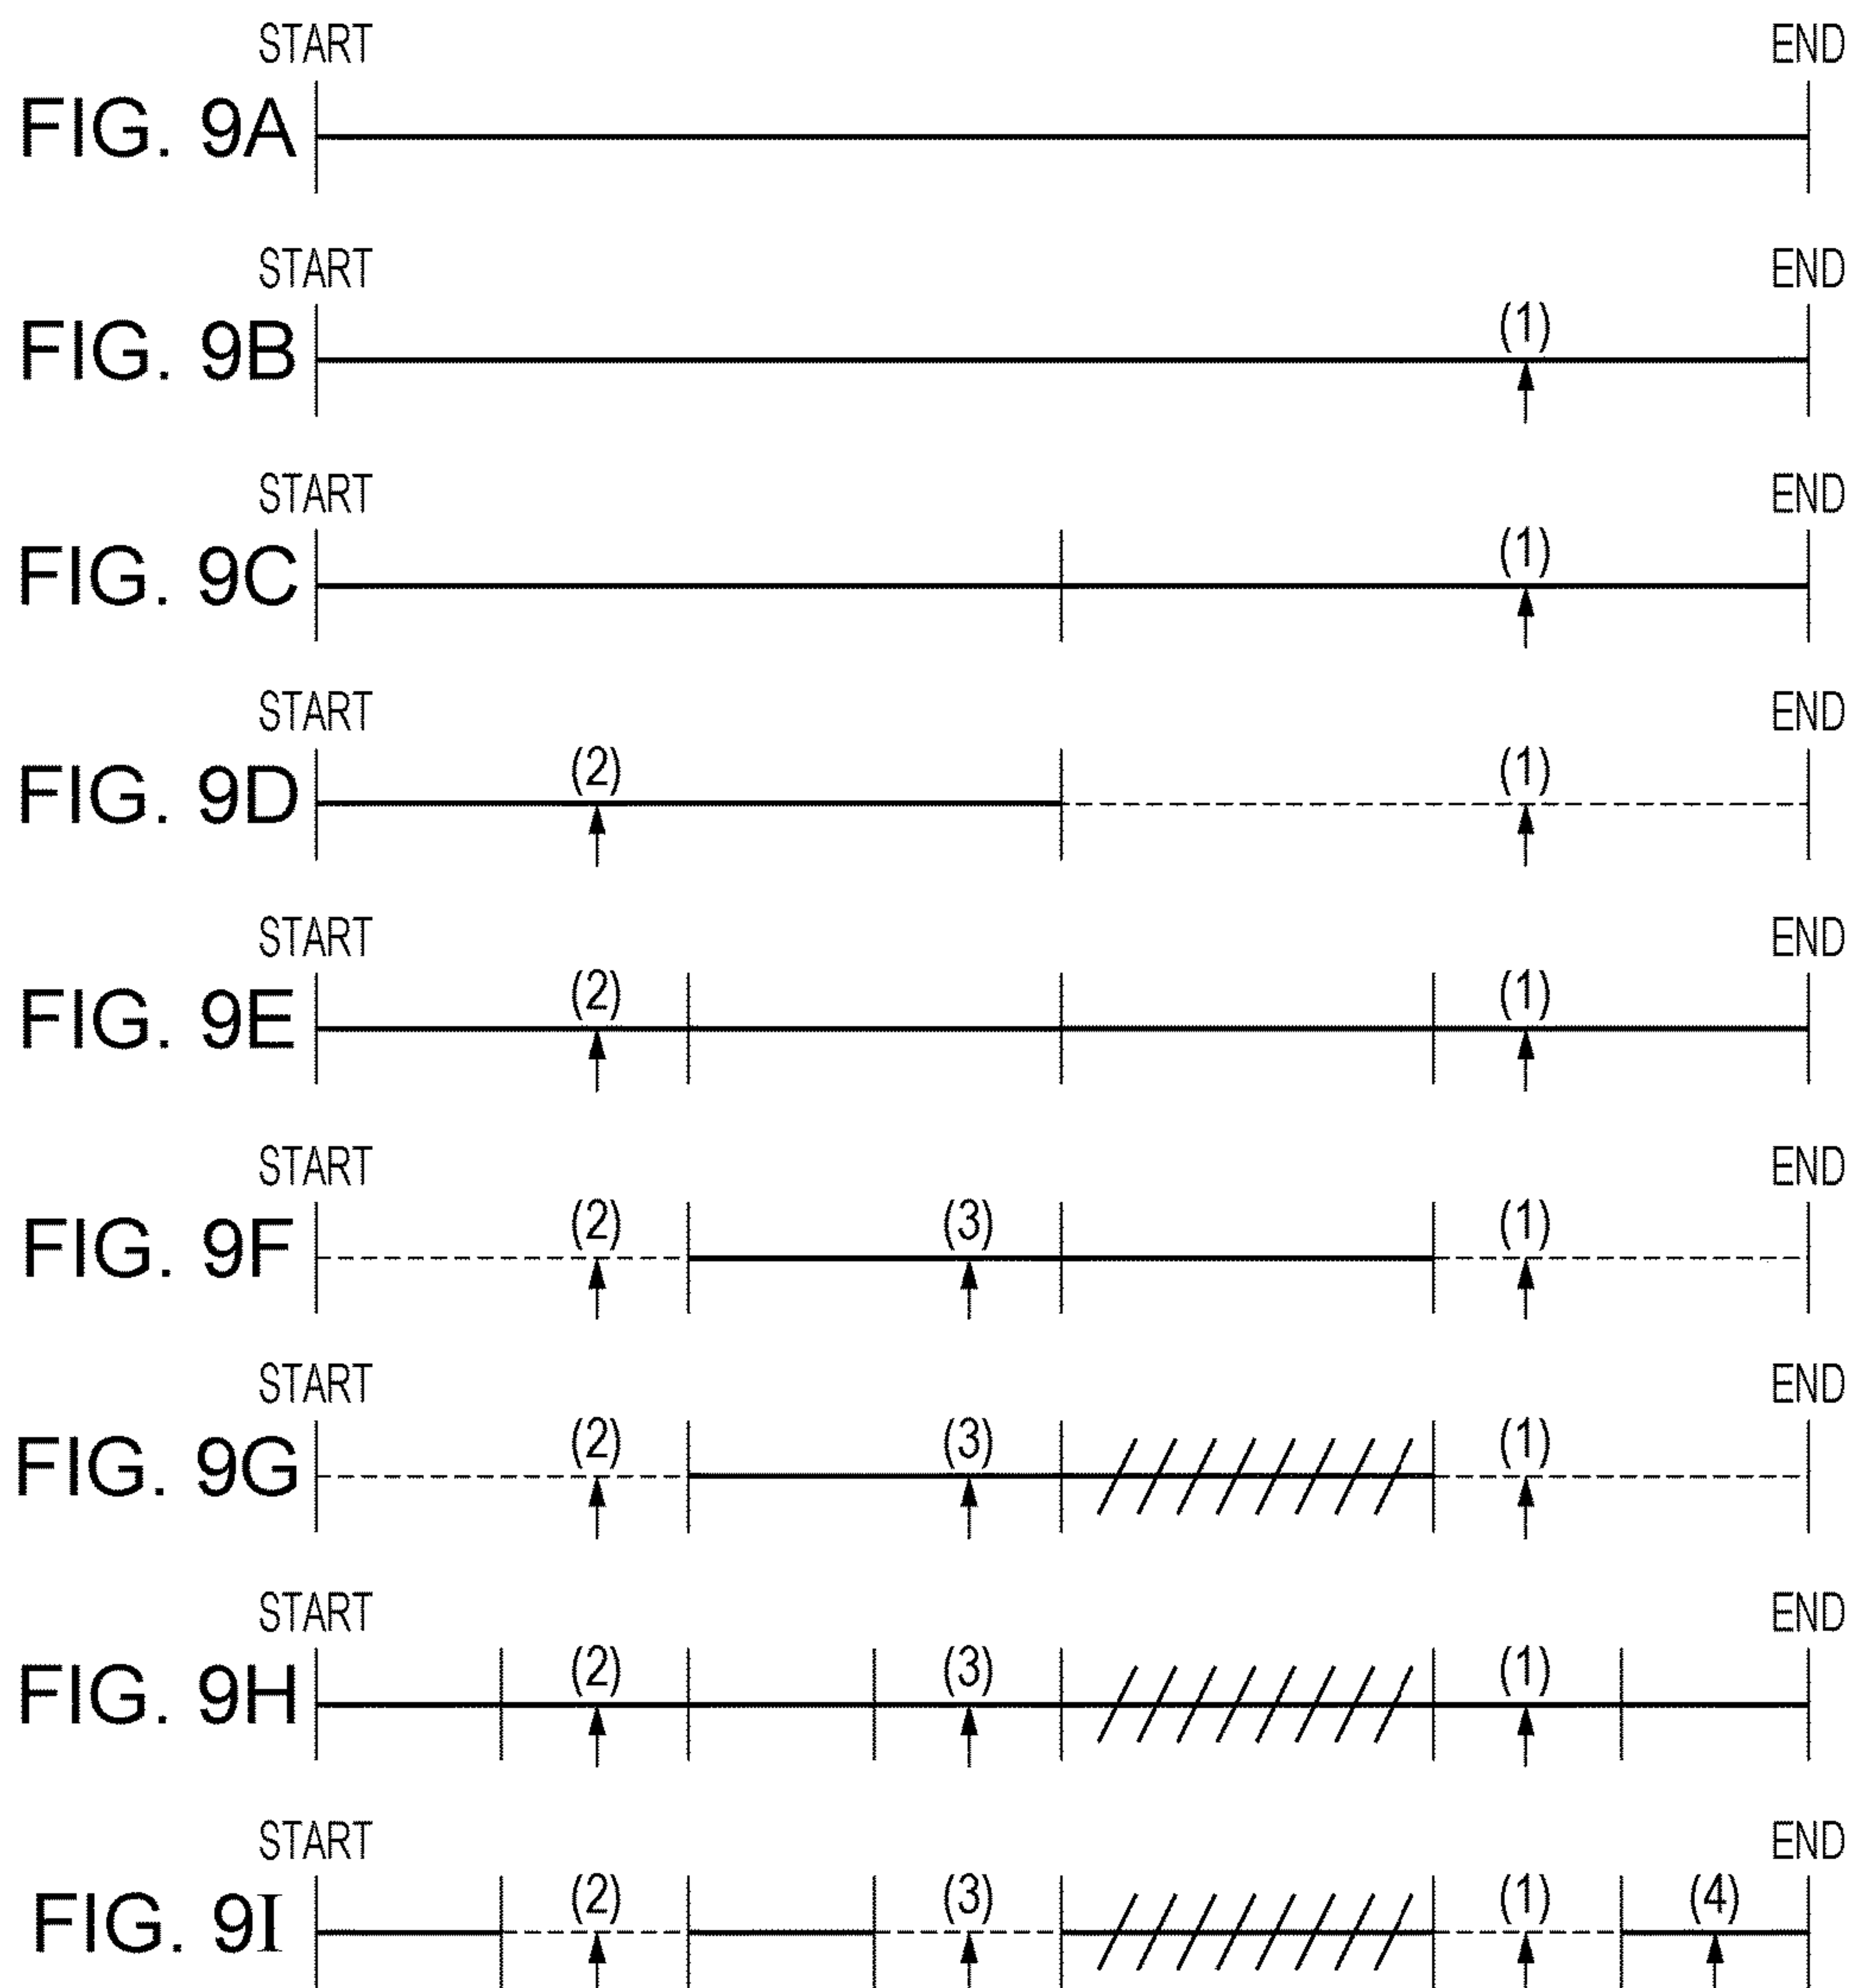 START END
FIG. 9A
START END
(1)
FIG. 9B
START END
(1)
FIG. 9C
START END
(2) (1)
FIG. 9D
START END
(2) (1)
FIG. 9E
START END
(2) (3) (1)
FIG. 9F
START END
(2) (3) (1)
FIG. 9G
START END
(2) (3) (1)
FIG. 9H
START END
(2) (3) (1) (4)
FIG. 9I